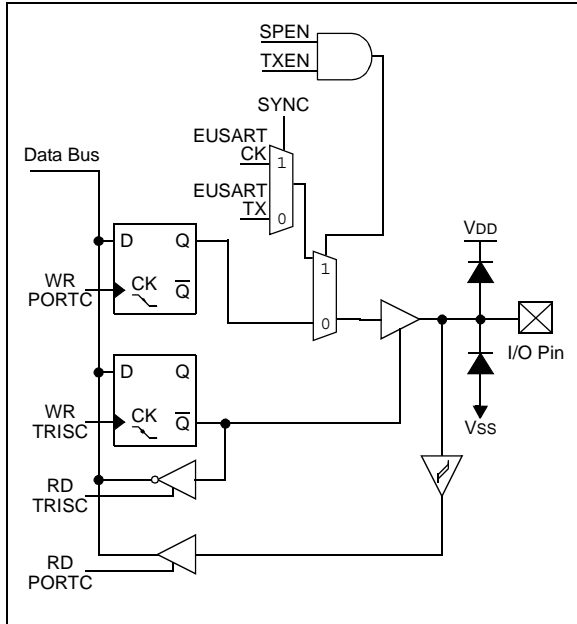 SPEN
TXEN
SYNC
EUSART
CK
1
EUSART
TX
0
Data Bus
D Q
CK
Q
WR
PORTC
1
0
VDD
I/O Pin
VSS
D Q
CK
Q
WR
TRISC
RD
TRISC
RD
PORTC